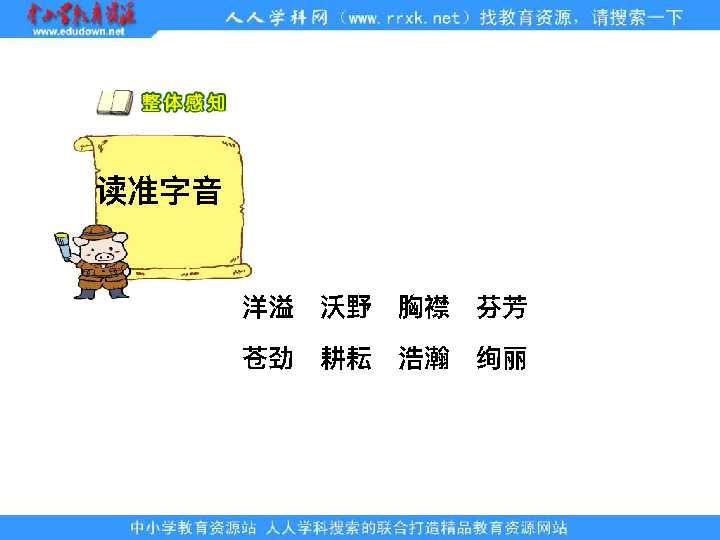 中小学教育资源
www.edudown.net
人人学科网（www.rrxk.net）找教育资源，请搜索一下
整体感知
读准字音
洋溢 沃野 胸襟 芬芳
苍劲 耕耘 浩瀚 绚丽
中小学教育资源站 人人学科搜索的联合打造精品教育资源网站